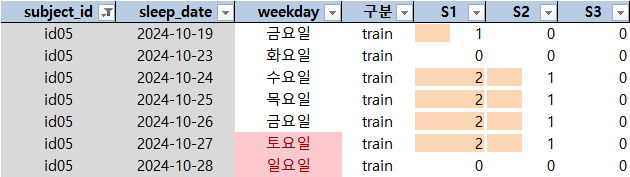 subject_id sleep_date weekday 구분 S1 S2 S3
id05 2024-10-19 금요일 train 1 0 0
id05 2024-10-23 화요일 train 0 0 0
id05 2024-10-24 수요일 train 2 1 0
id05 2024-10-25 목요일 train 2 1 0
id05 2024-10-26 금요일 train 2 1 0
id05 2024-10-27 토요일 train 2 1 0
id05 2024-10-28 일요일 train 0 0 0